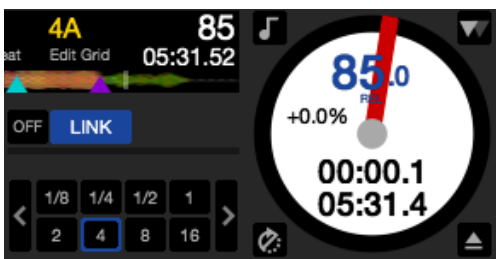 4A 85
eat Edit Grid 05:31.52
85.0
+0.0%
OFF LINK
00:00.1
05:31.4
< 1/8 1/4 1/2 1 >
2 4 8 16